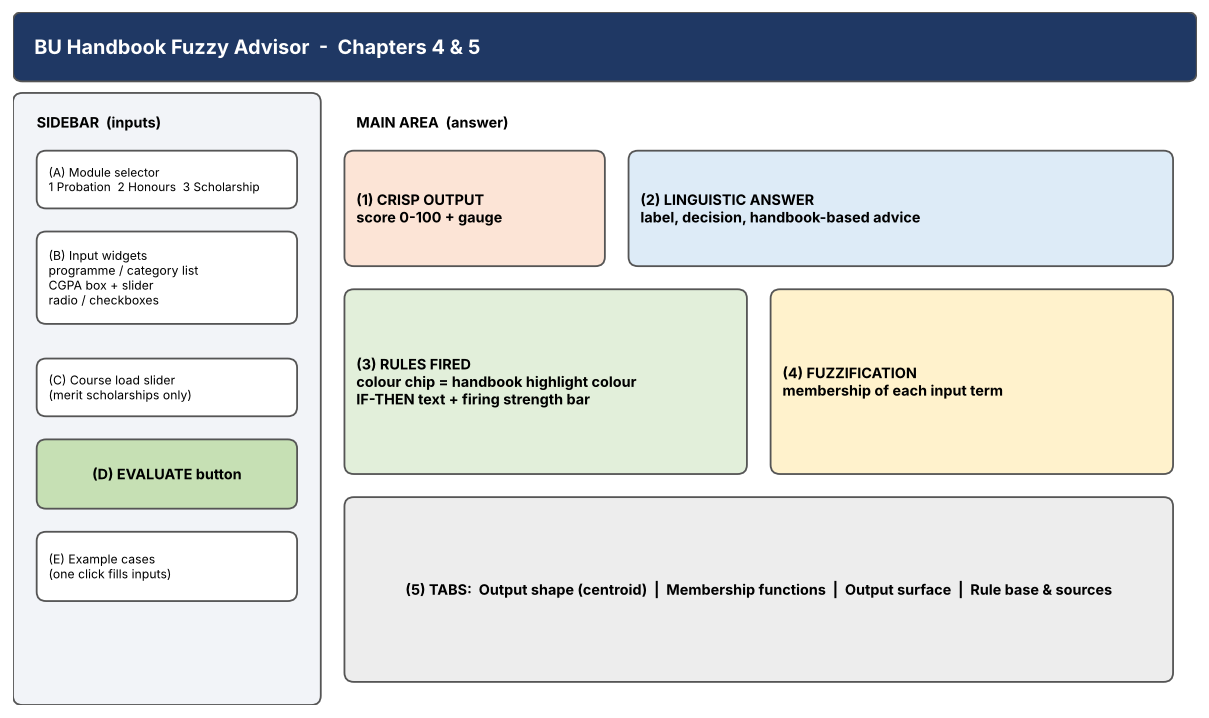 BU Handbook Fuzzy Advisor - Chapters 4 & 5
SIDEBAR (inputs)
(A) Module selector
1 Probation 2 Honours 3 Scholarship
(B) Input widgets
programme / category list
CGPA box + slider
radio / checkboxes
(C) Course load slider
(merit scholarships only)
(D) EVALUATE button
(E) Example cases
(one click fills inputs)
MAIN AREA (answer)
(1) CRISP OUTPUT
score 0-100 + gauge
(2) LINGUISTIC ANSWER
label, decision, handbook-based advice
(3) RULES FIRED
colour chip = handbook highlight colour
IF-THEN text + firing strength bar
(4) FUZZIFICATION
membership of each input term
(5) TABS: Output shape (centroid) | Membership functions | Output surface | Rule base & sources